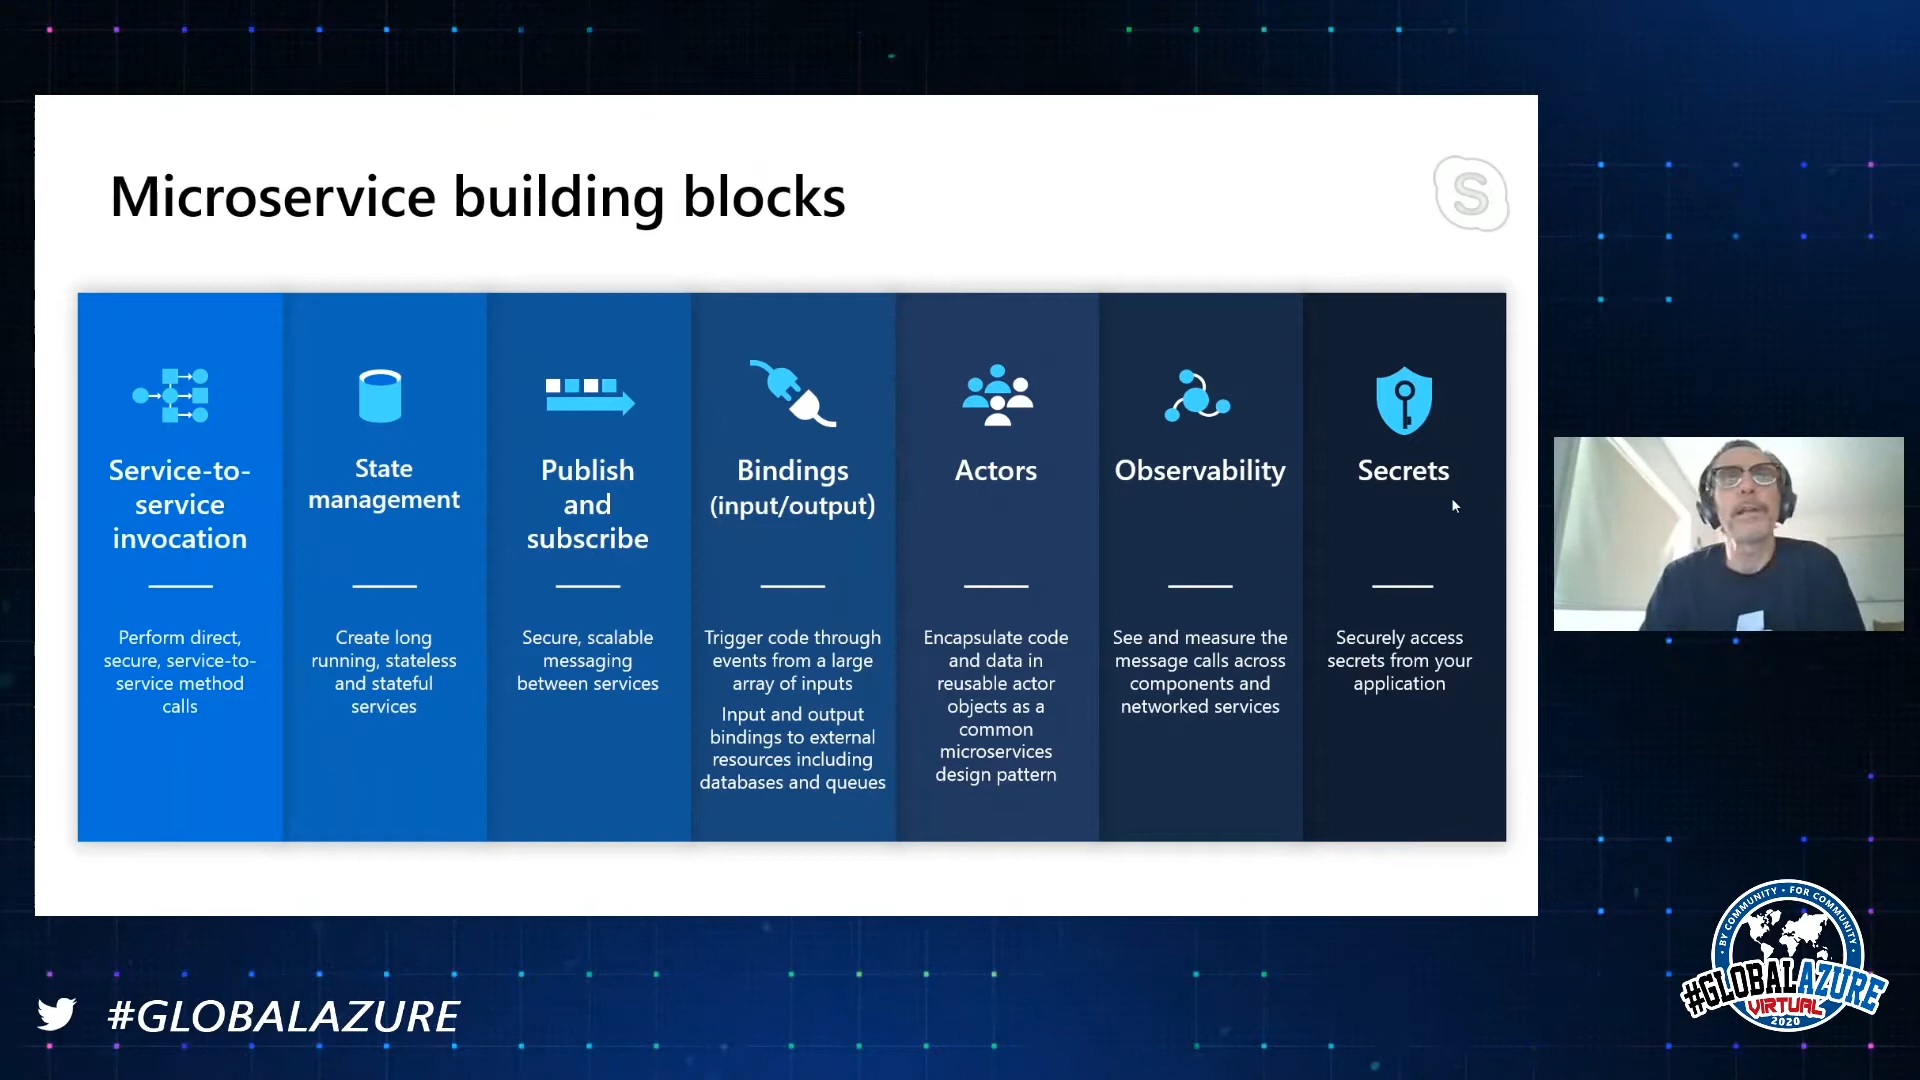 Microservice building blocks
S
Service-to-
service
invocation
Perform direct,
secure, service-to-
service method
calls
State
management
Create long
running, stateless
and stateful
services
Publish
and
subscribe
Secure, scalable
messaging
between services
Bindings
(input/output)
Trigger code through
events from a large
array of inputs
Input and output
bindings to external
resources including
databases and queues
Actors
Encapsulate code
and data in
reusable actor
objects as a
common
microservices
design pattern
Observability
See and measure the
message calls across
components and
networked services
Secrets
Securely access
secrets from your
application
#GLOBALAZURE
• BY COMMUNITY • FOR COMMUNITY •
#GLOBALAZURE
VIRTUAL
2020